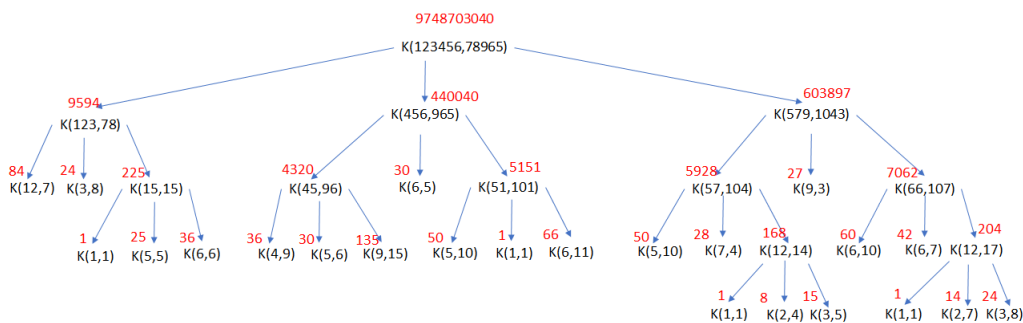 9748703040
K(123456,78965)
9594
440040
603897
K(123,78)
K(456,965)
K(579,1043)
84
24
225
4320
30
5151
5928
27
7062
K(12,7)
K(3,8)
K(15,15)
K(45,96)
K(6,5)
K(51,101)
K(57,104)
K(9,3)
K(66,107)
1
25
36
36
30
135
50
1
66
50
28
168
60
42
204
K(1,1)
K(5,5)
K(6,6)
K(4,9)
K(5,6)
K(9,15)
K(5,10)
K(1,1)
K(6,11)
K(5,10)
K(7,4)
K(12,14)
K(6,10)
K(6,7)
K(12,17)
1
8
15
1
14
24
K(1,1)
K(2,4)
K(3,5)
K(1,1)
K(2,7)
K(3,8)